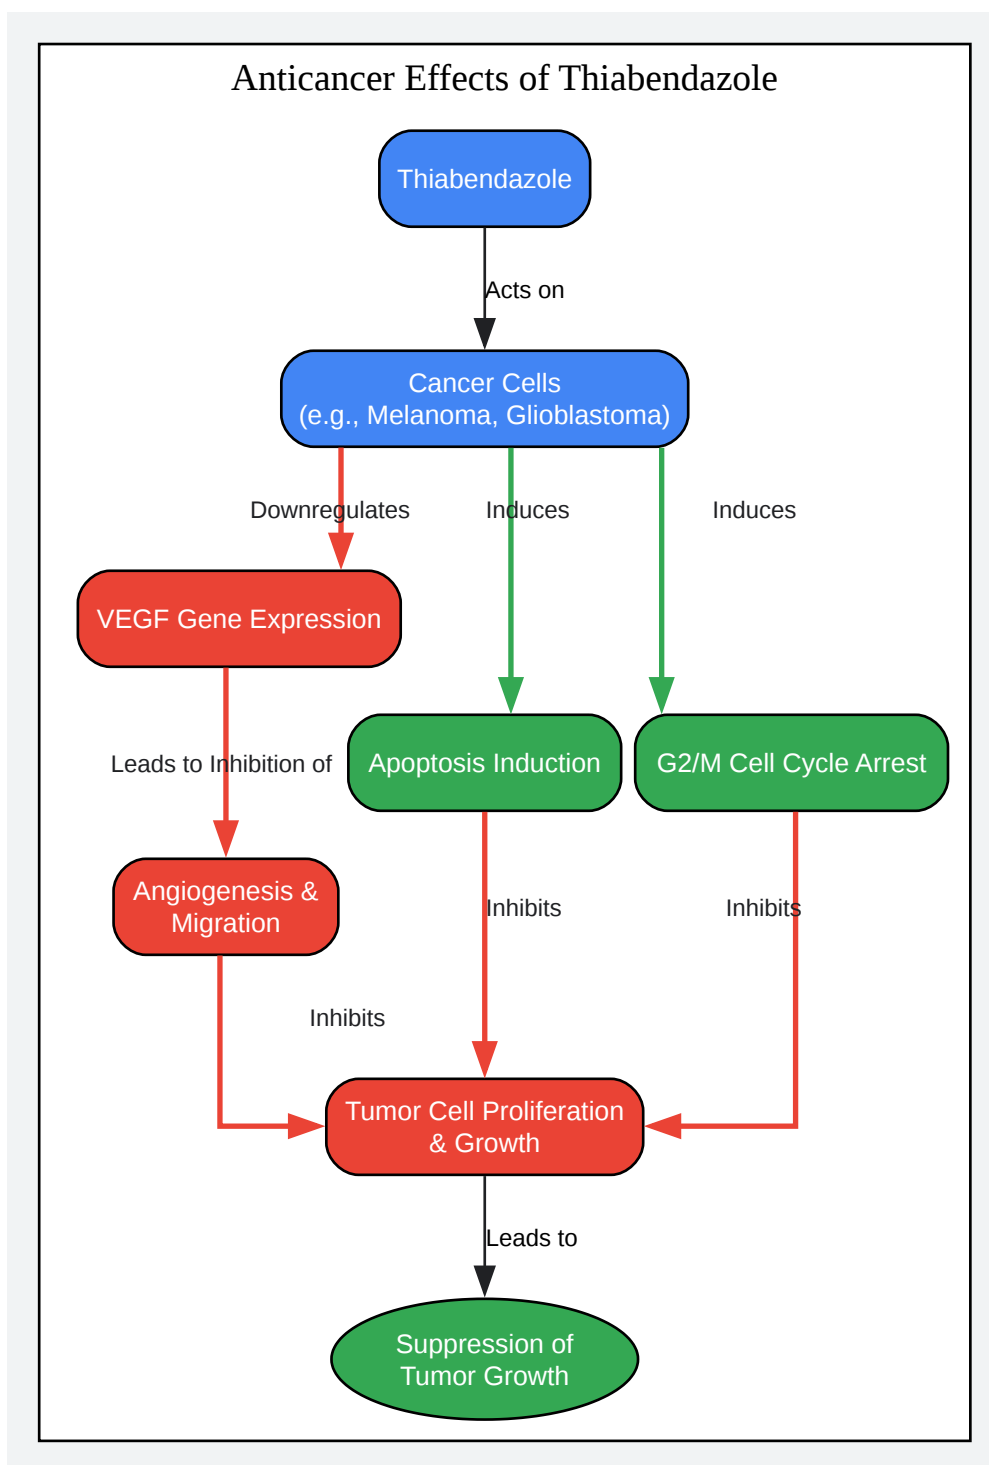 Anticancer Effects of Thiabendazole
Thiabendazole
Acts on
Cancer Cells
(e.g., Melanoma, Glioblastoma)
Downregulates
Induces
Induces
VEGF Gene Expression
Leads to Inhibition of
Apoptosis Induction
G2/M Cell Cycle Arrest
Angiogenesis &
Migration
Inhibits
Inhibits
Inhibits
Tumor Cell Proliferation
& Growth
Leads to
Suppression of
Tumor Growth